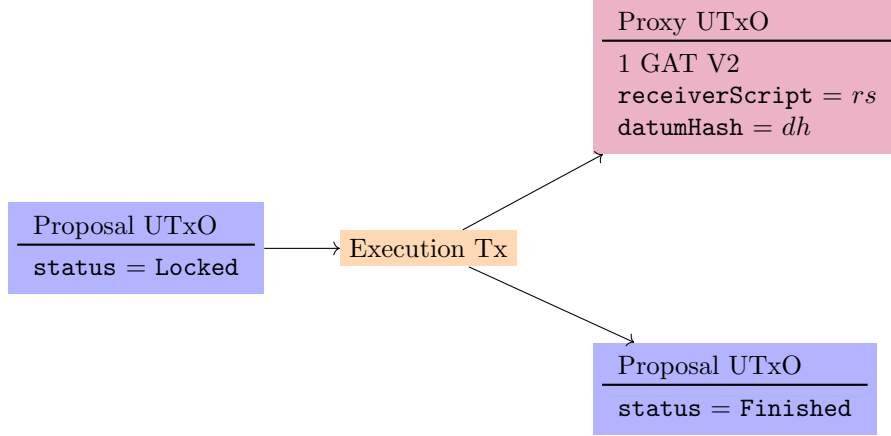 Proxy UTxO
1 GAT V2
receiverScript = rs
datumHash = dh
Proposal UTxO
status = Locked
Execution Tx
Proposal UTxO
status = Finished